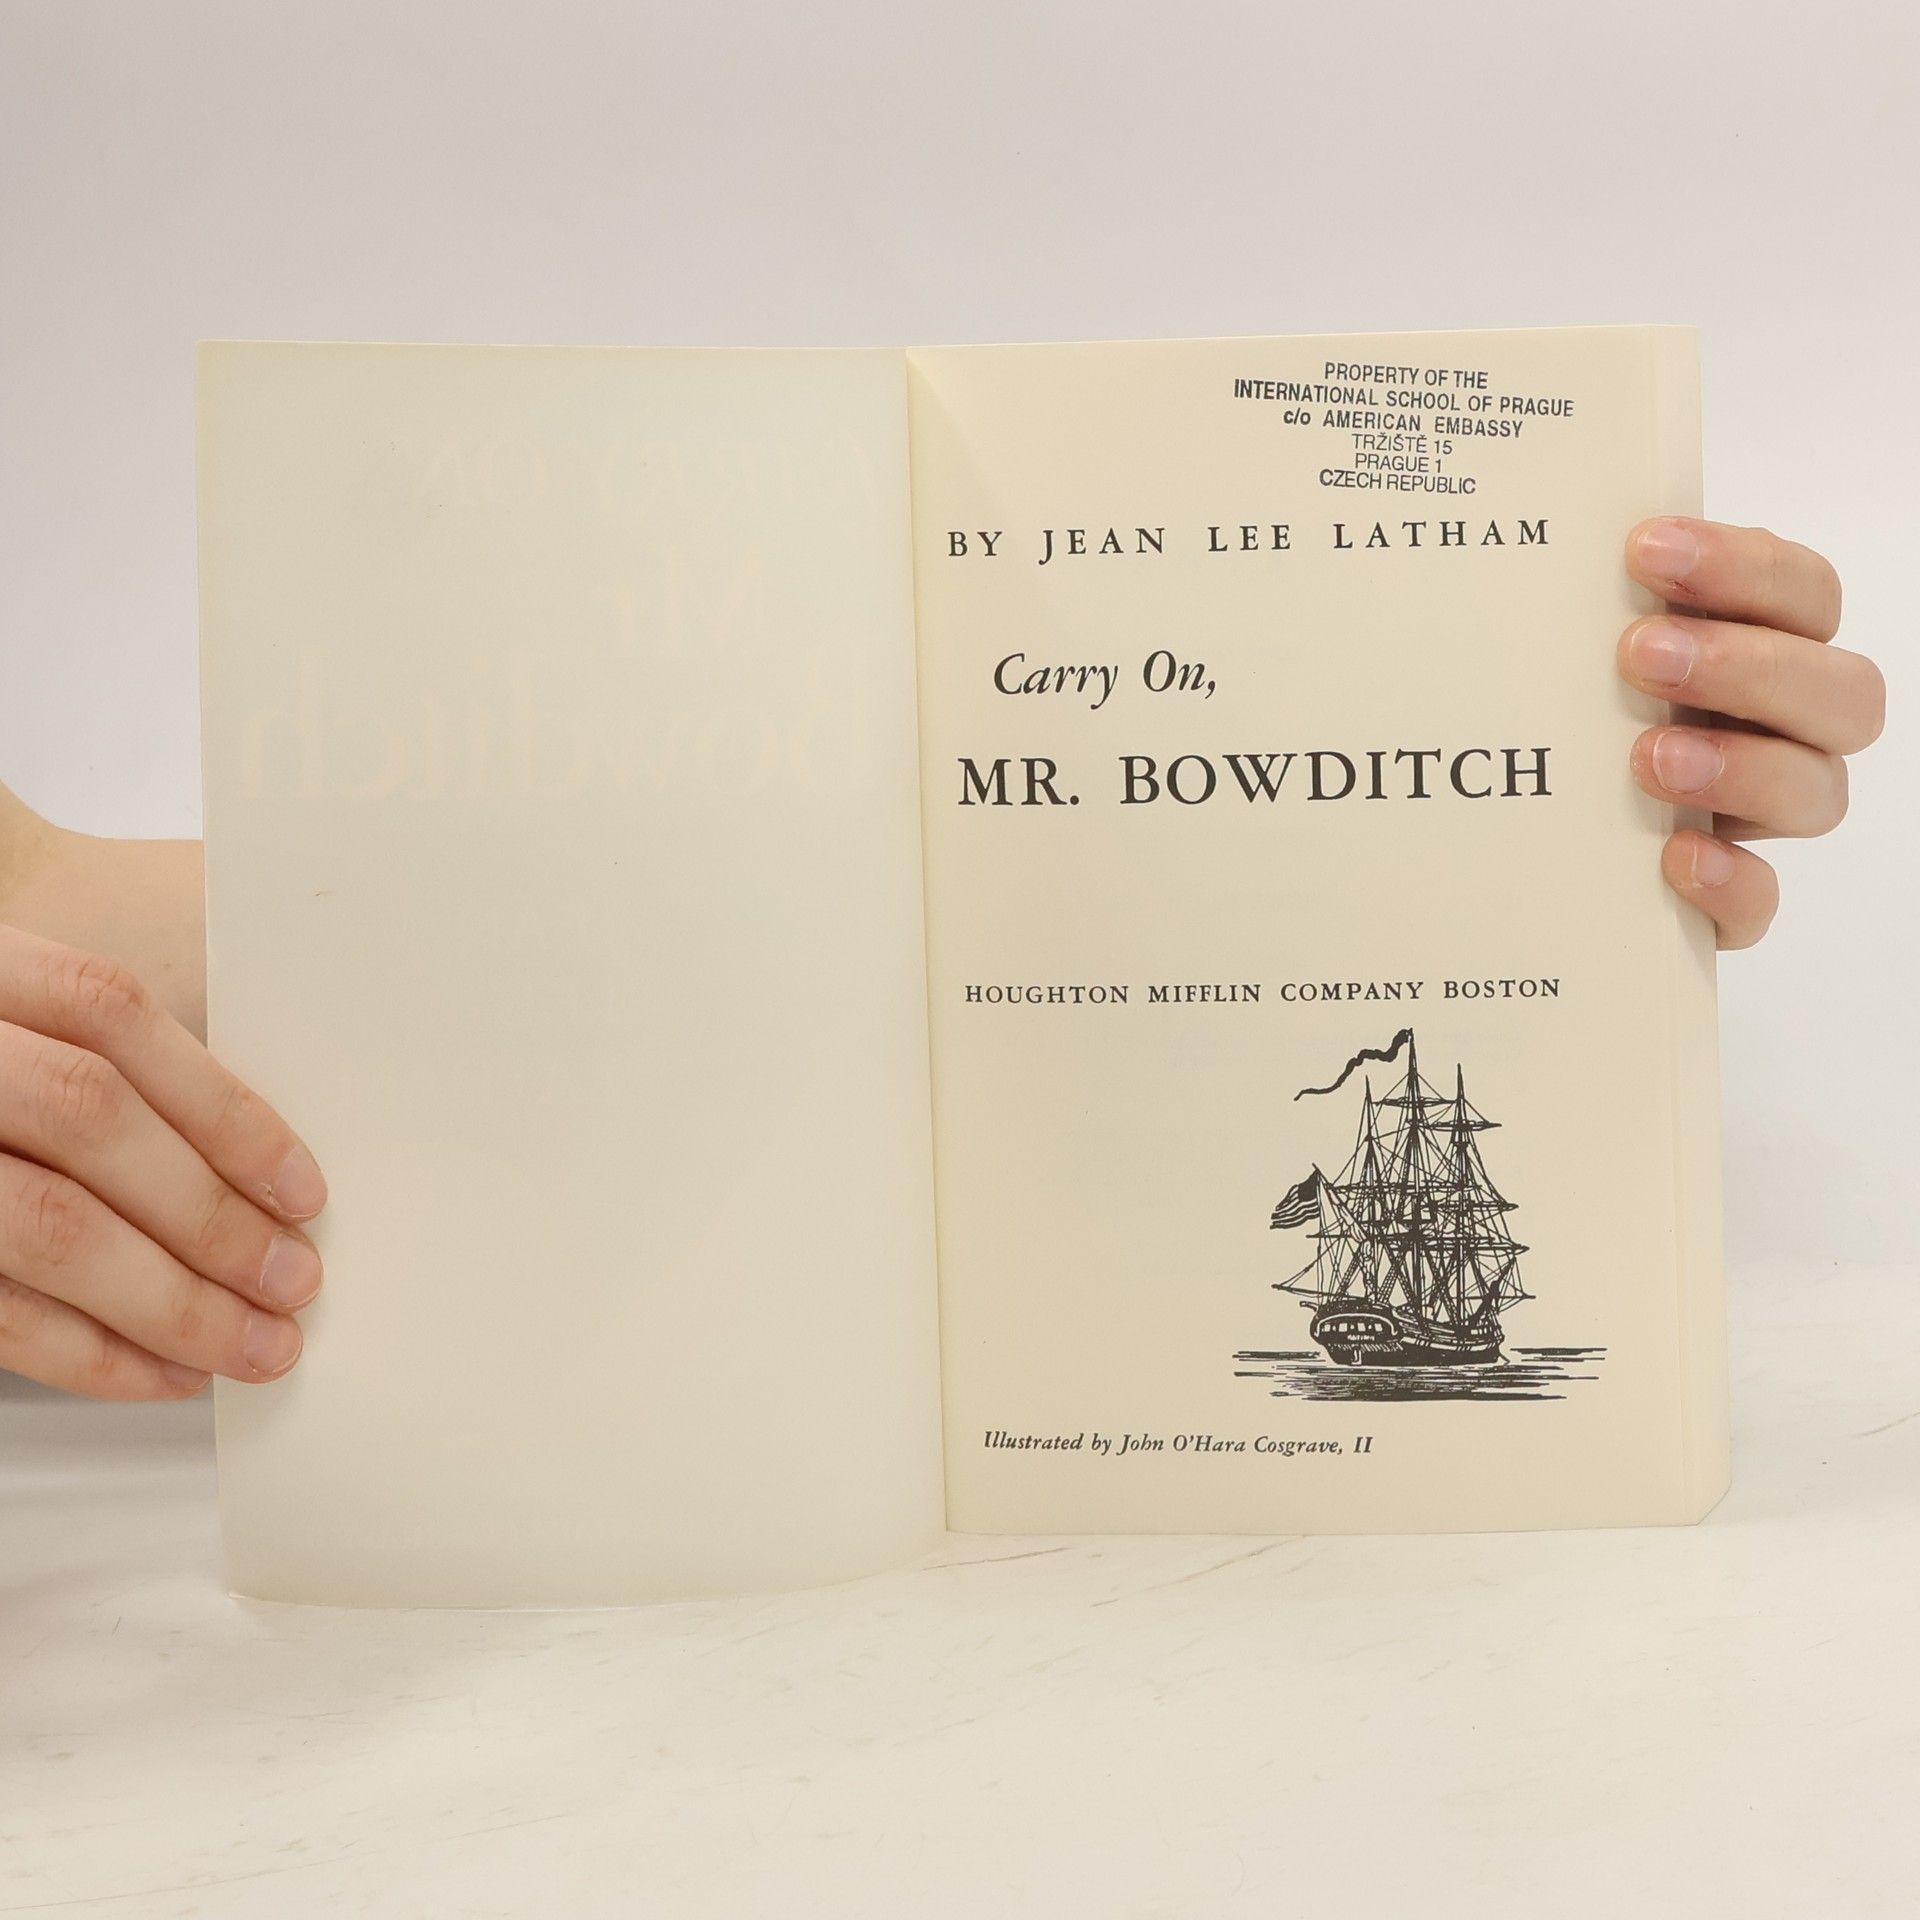 PROPERTY OF THE
INTERNATIONAL SCHOOL OF PRAGUE
c/o AMERICAN EMBASSY
TRŽIŠTĚ 15
PRAGUE 1
CZECH REPUBLIC
BY JEAN LEE LATHAM
Carry On,
MR. BOWDITCH
HOUGHTON MIFFLIN COMPANY BOSTON
Illustrated by John O'Hara Cosgrave, II